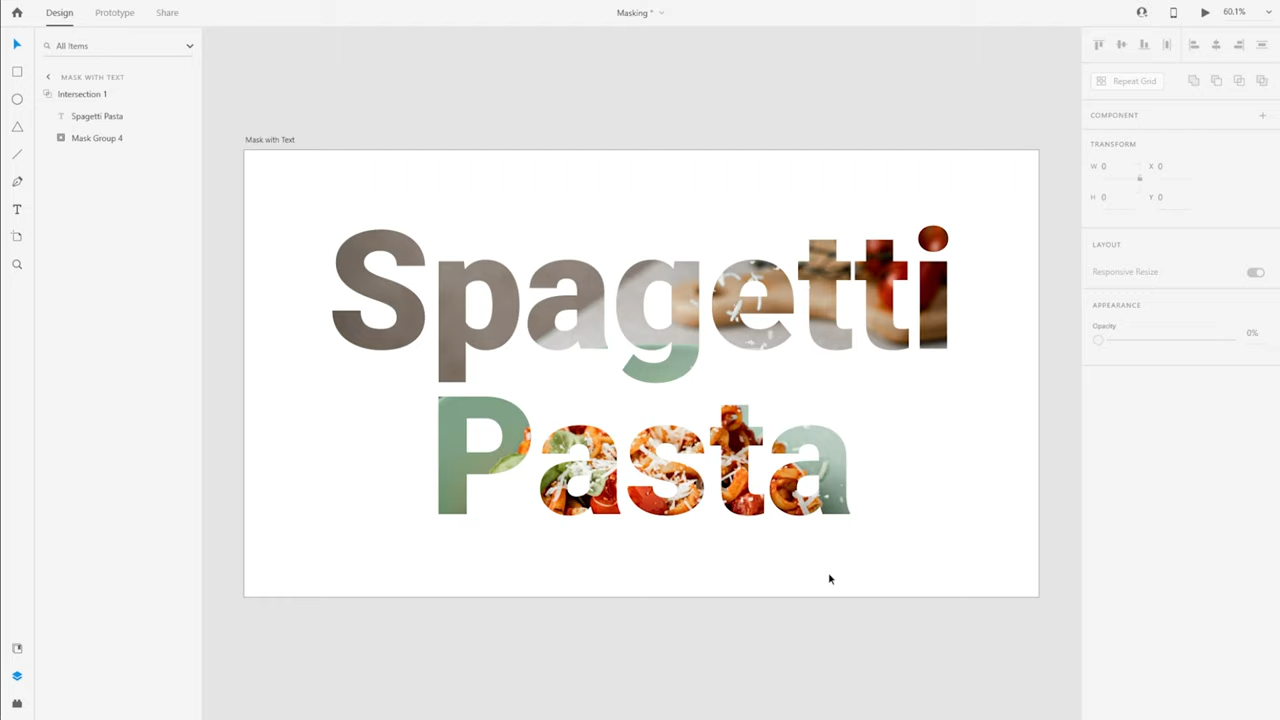 Design Prototype Share Masking * 60.1%
All Items
MASK WITH TEXT
Intersection 1
Spagetti Pasta
Mask Group 4
Mask with Text
Spagetti
Pasta
Repeat Grid
COMPONENT
TRANSFORM
W 0 X 0
H 0 Y 0
LAYOUT
Responsive Resize
APPEARANCE
Opacity
0%